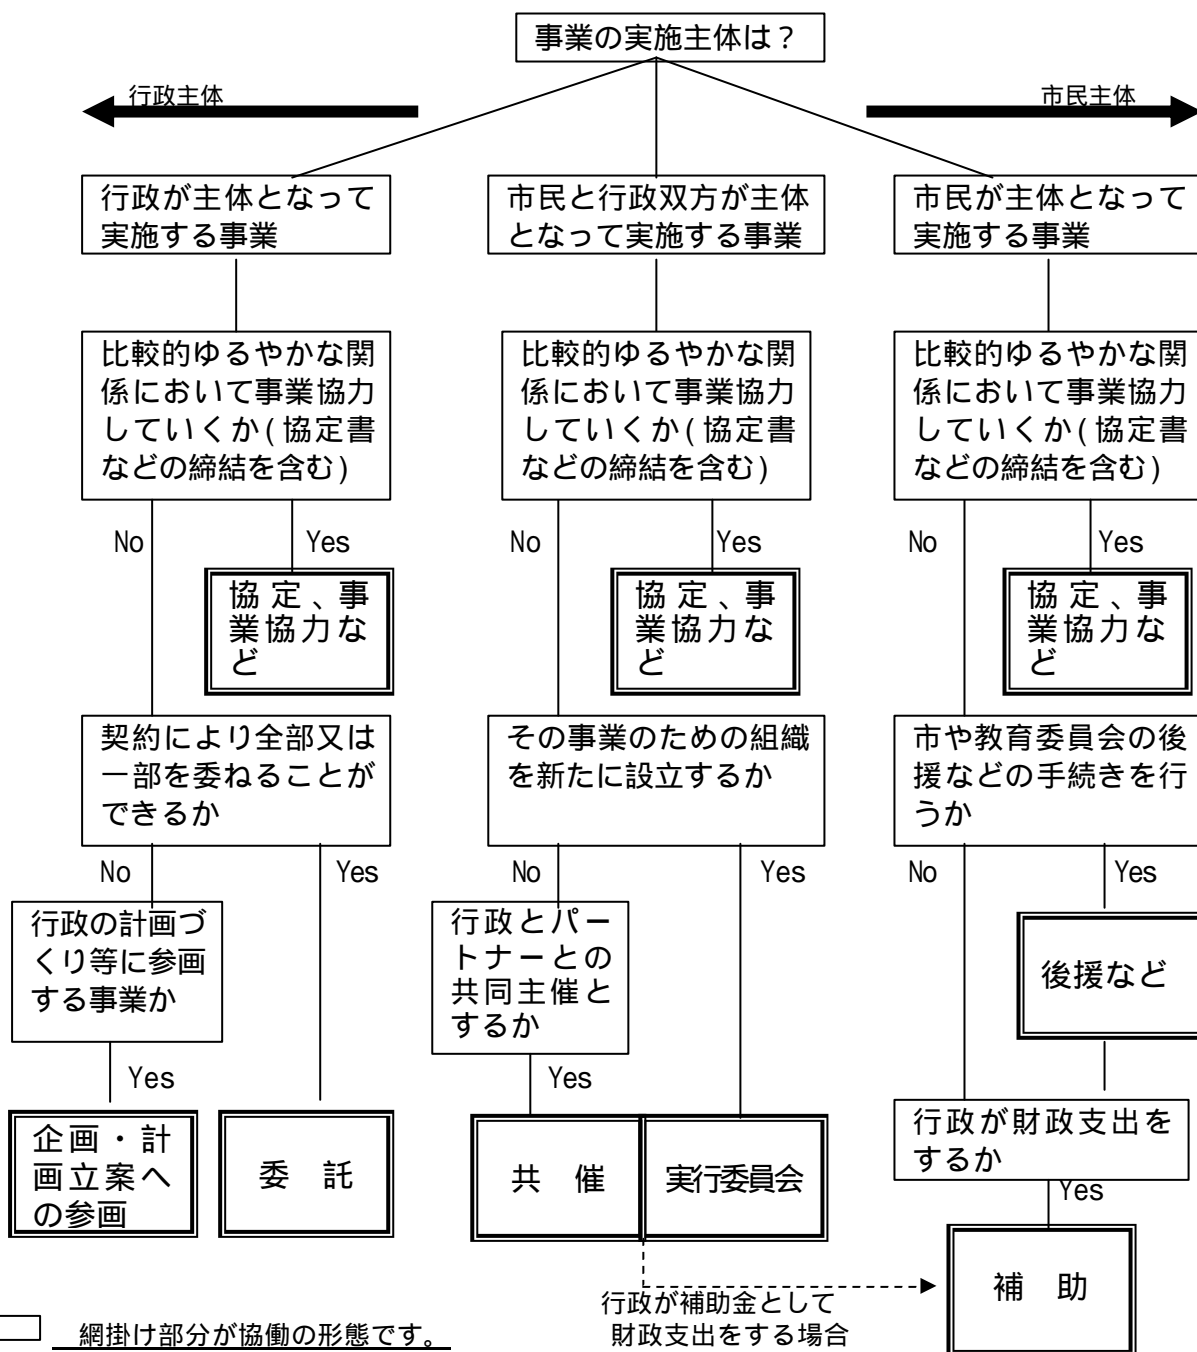 事業の実施主体は？
行政主体
市民主体
行政が主体となって
実施する事業
市民と行政双方が主体
となって実施する事業
市民が主体となって
実施する事業
比較的ゆるやかな関
係において事業協力
していくか(協定書
などの締結を含む)
比較的ゆるやかな関
係において事業協力
していくか(協定書
などの締結を含む)
比較的ゆるやかな関
係において事業協力
していくか(協定書
などの締結を含む)
No
Yes
No
Yes
No
Yes
協定、事
業協力な
ど
協定、事
業協力な
ど
協定、事
業協力な
ど
契約により全部又は
一部を委ねることが
できるか
その事業のための組織
を新たに設立するか
市や教育委員会の後
援などの手続きを行
うか
No
Yes
No
Yes
No
Yes
行政の計画づ
くり等に参画
する事業か
行政とパー
トナーとの
共同主催と
するか
後援など
Yes
Yes
企画・計
画立案へ
の参画
委　託
共　催
実行委員会
行政が財政支出を
するか
Yes
補　助
行政が補助金として
財政支出をする場合
網掛け部分が協働の形態です。